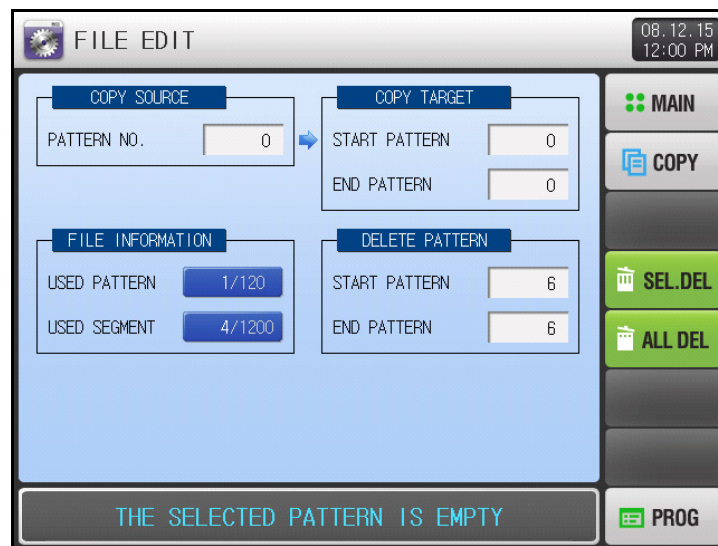 FILE EDIT
08.12.15
12:00 PM
COPY SOURCE
PATTERN NO. 0
COPY TARGET
START PATTERN 0
END PATTERN 0
FILE INFORMATION
USED PATTERN 1/120
USED SEGMENT 4/1200
DELETE PATTERN
START PATTERN 6
END PATTERN 6
THE SELECTED PATTERN IS EMPTY
MAIN
COPY
SEL.DEL
ALL DEL
PROG